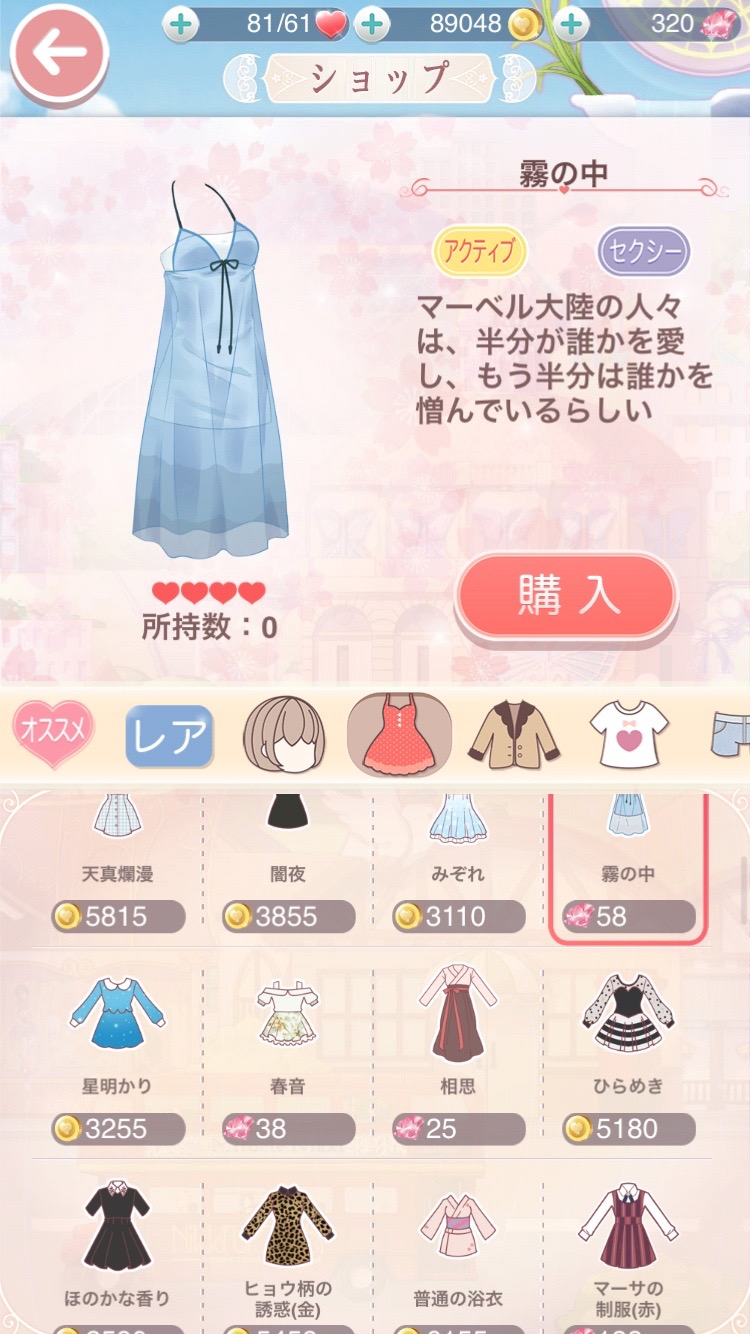 81/61
89048
320
ショップ
霧の中
アクティブ
セクシー
マーベル大陸の人々
は、半分が誰かを愛
し、もう半分は誰かを
憎んでいるらしい
所持数：0
購入
オススメ
レア
天真爛漫
闇夜
みぞれ
霧の中
5815
3855
3110
58
星明かり
春音
相思
ひらめき
3255
38
25
5180
ほのかな香り
ヒョウ柄の
誘惑(金)
普通の浴衣
マーサの
制服(赤)